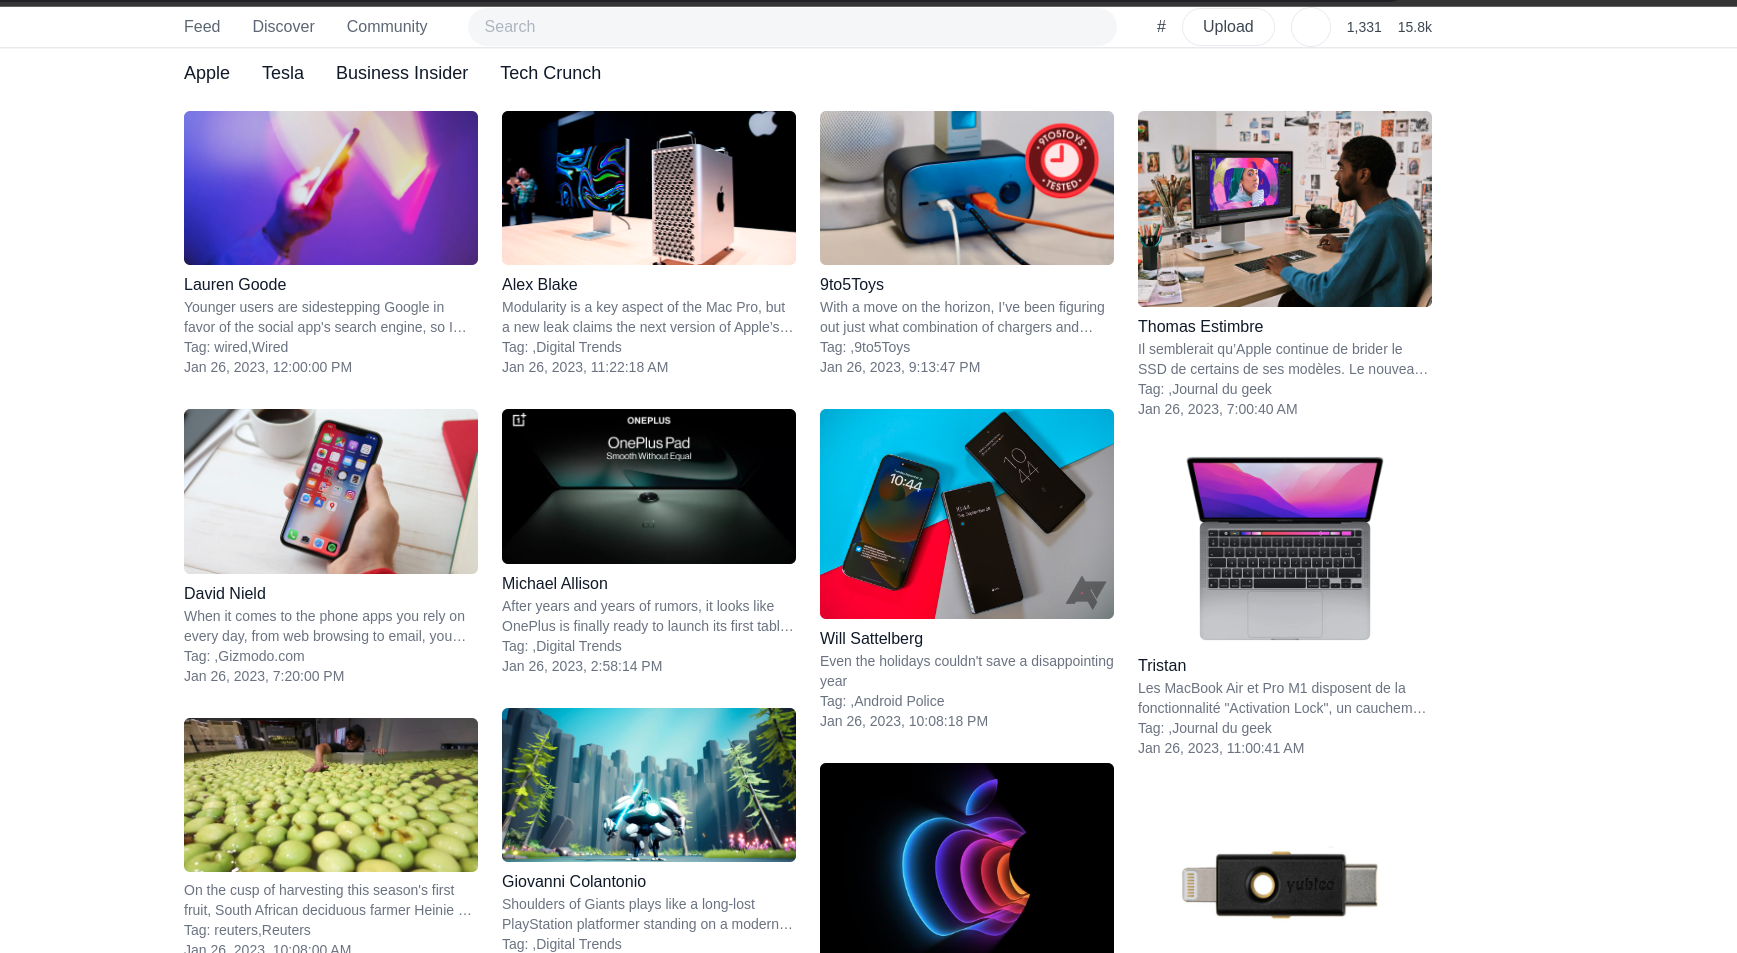 Feed Discover Community Search # Upload 1,331 15.8k
Apple Tesla Business Insider Tech Crunch
Lauren Goode
Younger users are sidestepping Google in
favor of the social app's search engine, so I…
Tag: wired,Wired
Jan 26, 2023, 12:00:00 PM
Alex Blake
Modularity is a key aspect of the Mac Pro, but
a new leak claims the next version of Apple's…
Tag: ,Digital Trends
Jan 26, 2023, 11:22:18 AM
9TO5TOYS
TESTED
9to5Toys
With a move on the horizon, I've been figuring
out just what combination of chargers and…
Tag: ,9to5Toys
Jan 26, 2023, 9:13:47 PM
Thomas Estimbre
Il semblerait qu'Apple continue de brider le
SSD de certains de ses modèles. Le nouvea…
Tag: ,Journal du geek
Jan 26, 2023, 7:00:40 AM
David Nield
When it comes to the phone apps you rely on
every day, from web browsing to email, you…
Tag: ,Gizmodo.com
Jan 26, 2023, 7:20:00 PM
ONEPLUS
OnePlus Pad
Smooth Without Equal
Michael Allison
After years and years of rumors, it looks like
OnePlus is finally ready to launch its first tabl…
Tag: ,Digital Trends
Jan 26, 2023, 2:58:14 PM
10:44
10:44
10
44
Will Sattelberg
Even the holidays couldn't save a disappointing
year
Tag: ,Android Police
Jan 26, 2023, 10:08:18 PM
Tristan
Les MacBook Air et Pro M1 disposent de la
fonctionnalité "Activation Lock", un cauchem…
Tag: ,Journal du geek
Jan 26, 2023, 11:00:41 AM
On the cusp of harvesting this season's first
fruit, South African deciduous farmer Heinie …
Tag: reuters,Reuters
Jan 26, 2023, 10:08:00 AM
Giovanni Colantonio
Shoulders of Giants plays like a long-lost
PlayStation platformer standing on a modern…
Tag: ,Digital Trends
yubico